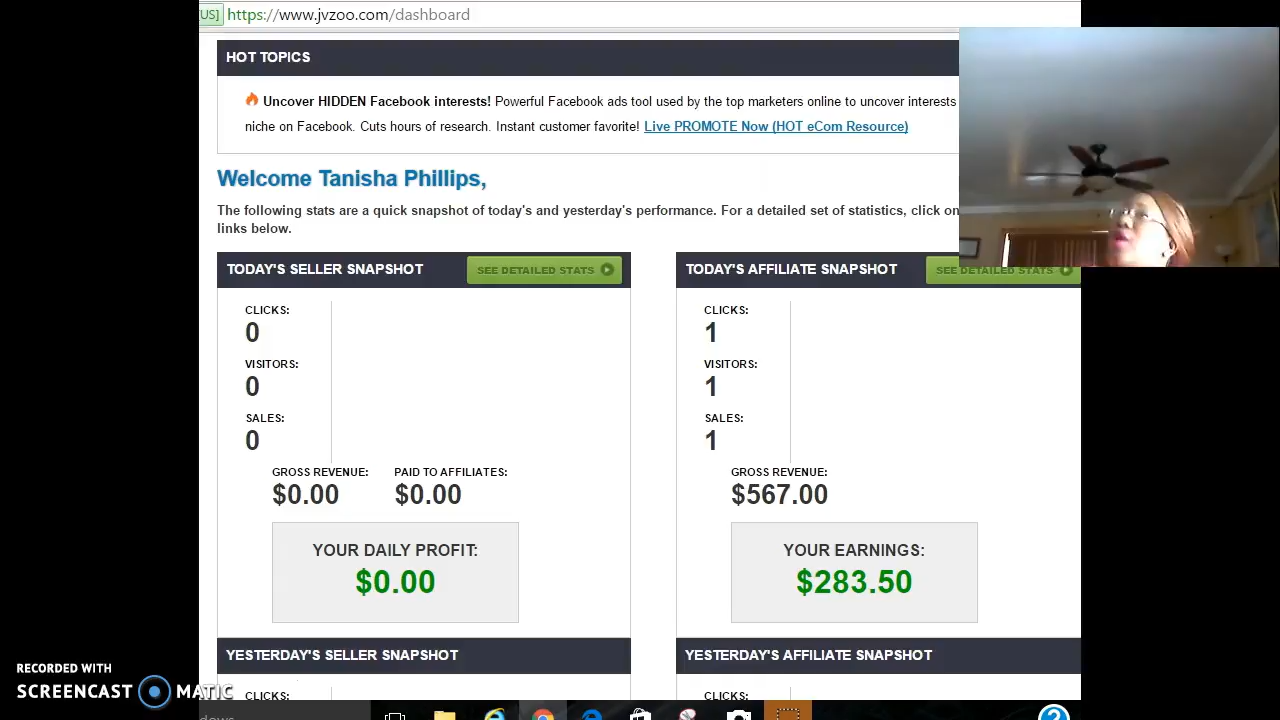 US] https://www.jvzoo.com/dashboard
HOT TOPICS
Uncover HIDDEN Facebook interests! Powerful Facebook ads tool used by the top marketers online to uncover interests
niche on Facebook. Cuts hours of research. Instant customer favorite! Live PROMOTE Now (HOT eCom Resource)
Welcome Tanisha Phillips,
The following stats are a quick snapshot of today's and yesterday's performance. For a detailed set of statistics, click on
links below.
TODAY'S SELLER SNAPSHOT SEE DETAILED STATS
CLICKS:
0
VISITORS:
0
SALES:
0
GROSS REVENUE: PAID TO AFFILIATES:
$0.00 $0.00
YOUR DAILY PROFIT:
$0.00
TODAY'S AFFILIATE SNAPSHOT SEE DETAILED STATS
CLICKS:
1
VISITORS:
1
SALES:
1
GROSS REVENUE:
$567.00
YOUR EARNINGS:
$283.50
YESTERDAY'S SELLER SNAPSHOT
CLICKS:
YESTERDAY'S AFFILIATE SNAPSHOT
CLICKS:
RECORDED WITH
SCREENCAST MATIC